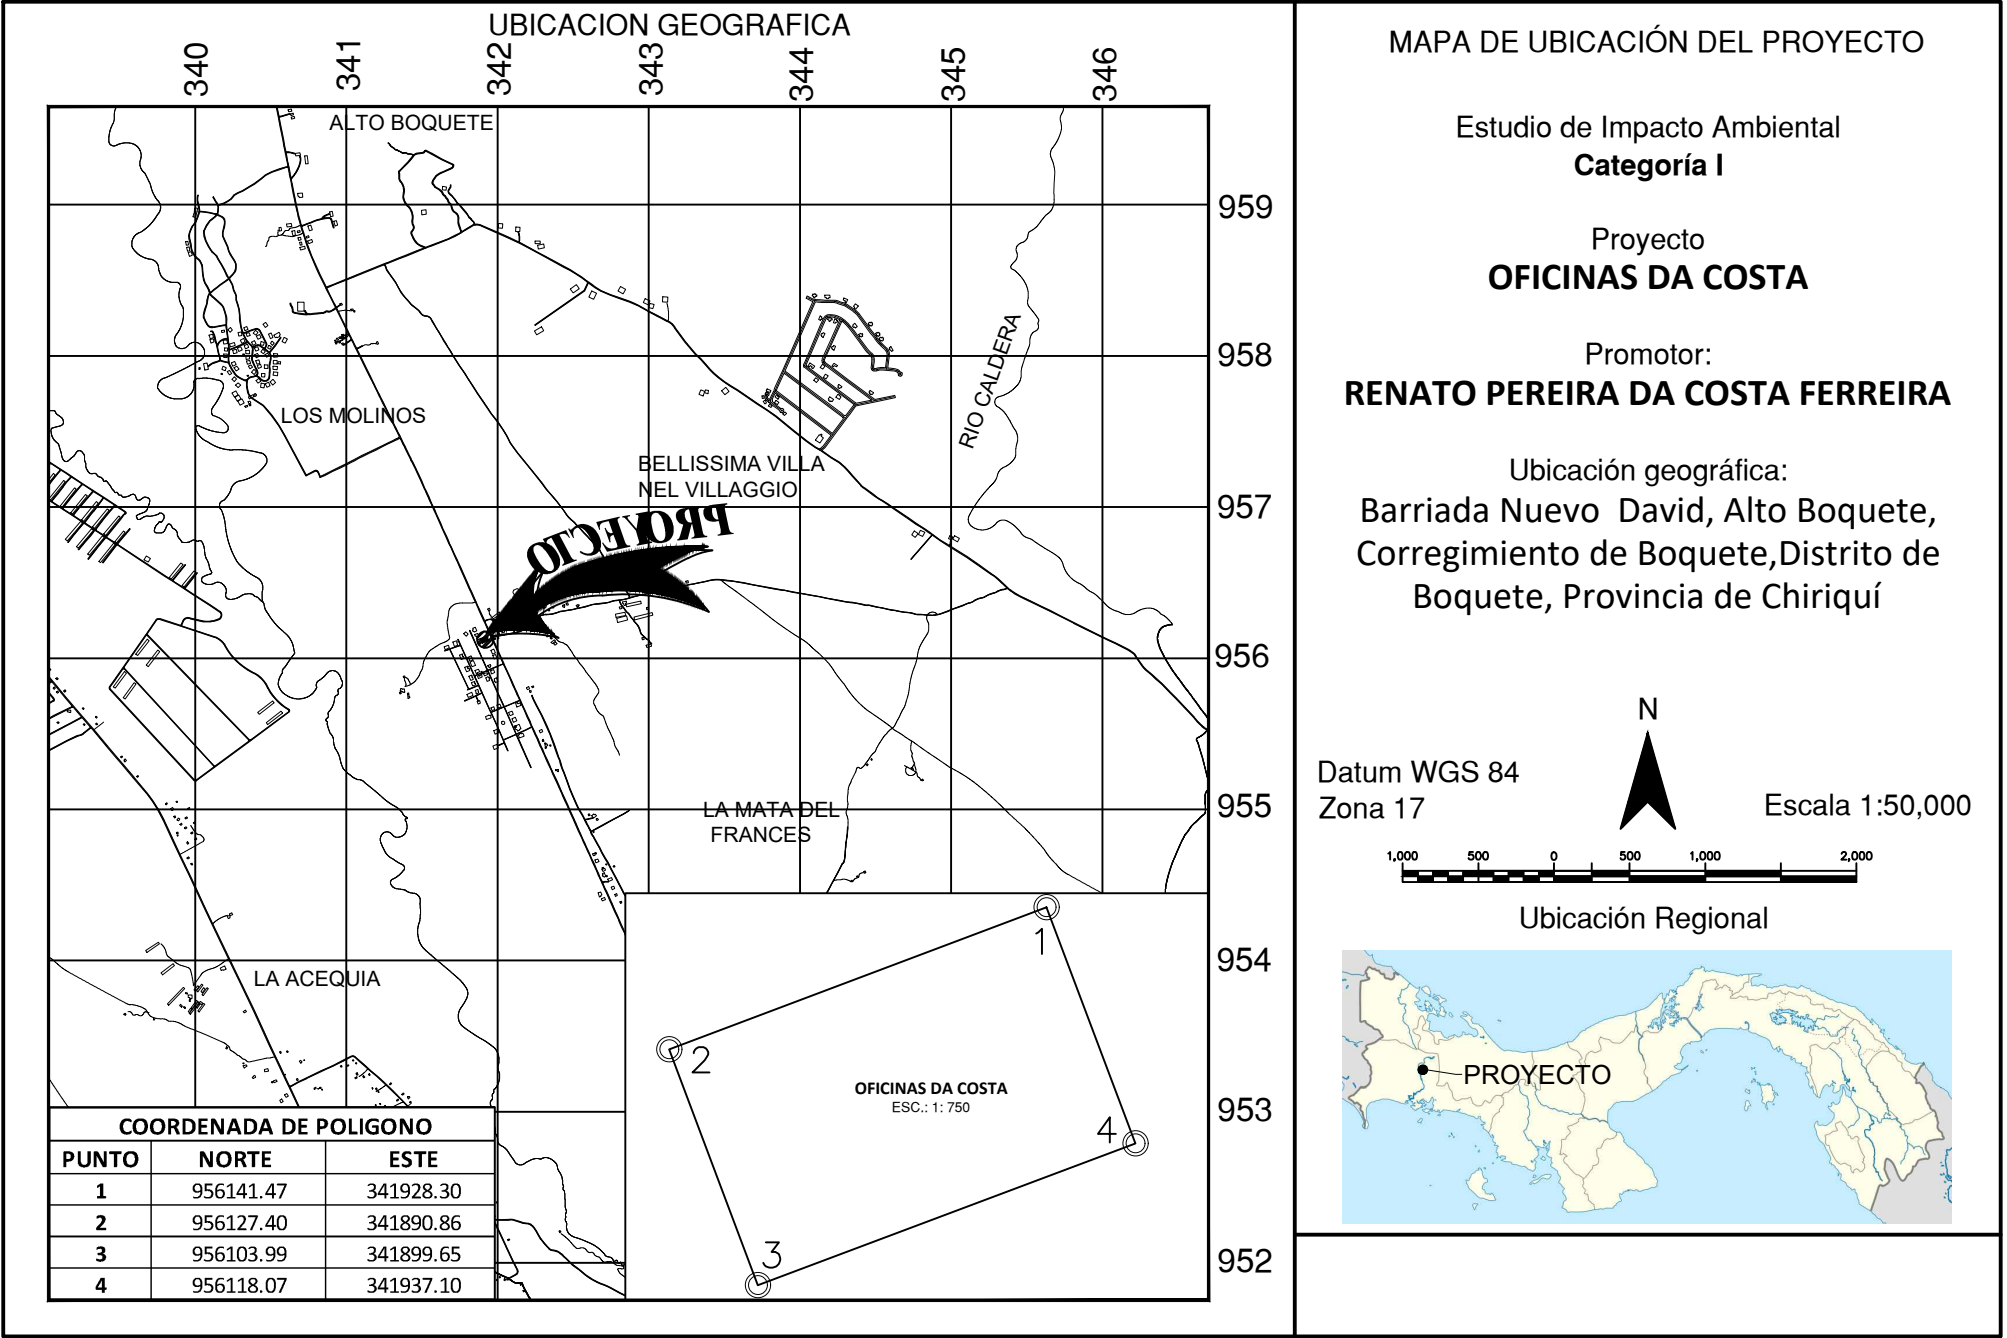 UBICACION GEOGRAFICA
340
341
342
343
344
345
346
ALTO BOQUETE
959
958
RIO CALDERA
LOS MOLINOS
BELLISSIMA VILLA
NEL VILLAGGIO
957
PROYECTO
956
LA MATA DEL
FRANCES
955
954
LA ACEQUIA
953
952
1
2
3
4
OFICINAS DA COSTA
ESC.: 1: 750
COORDENADA DE POLIGONO
PUNTO NORTE ESTE
1 956141.47 341928.30
2 956127.40 341890.86
3 956103.99 341899.65
4 956118.07 341937.10
MAPA DE UBICACIÓN DEL PROYECTO
Estudio de Impacto Ambiental
Categoría I
Proyecto
OFICINAS DA COSTA
Promotor:
RENATO PEREIRA DA COSTA FERREIRA
Ubicación geográfica:
Barriada Nuevo David, Alto Boquete,
Corregimiento de Boquete,Distrito de
Boquete, Provincia de Chiriquí
N
Datum WGS 84
Zona 17
Escala 1:50,000
1,000 500 0 500 1,000 2,000
Ubicación Regional
PROYECTO